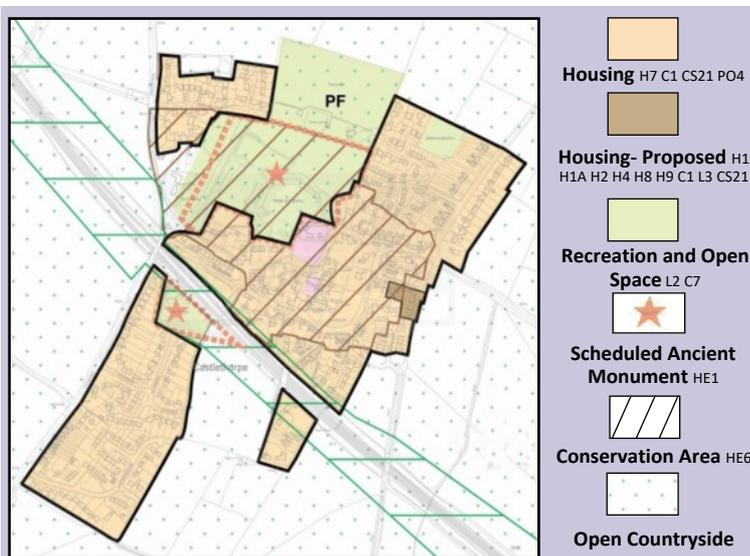 PF
Castlethorpe
Housing H7 C1 CS21 PO4
Housing- Proposed H1
H1A H2 H4 H8 H9 C1 L3 CS21
Recreation and Open
Space L2 C7
Scheduled Ancient
Monument HE1
Conservation Area HE6
Open Countryside